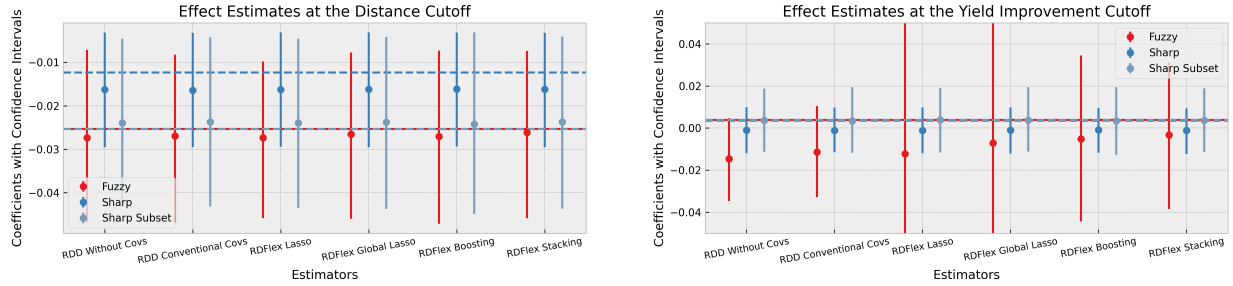 Effect Estimates at the Distance Cutoff
Coefficients with Confidence Intervals
−0.01
−0.02
−0.03
−0.04
Fuzzy
Sharp
Sharp Subset
RDD Without Covs
RDD Conventional Covs
RDFlex Lasso
RDFlex Global Lasso
RDFlex Boosting
RDFlex Stacking
Estimators
Effect Estimates at the Yield Improvement Cutoff
Coefficients with Confidence Intervals
0.04
0.02
0.00
−0.02
−0.04
Fuzzy
Sharp
Sharp Subset
RDD Without Covs
RDD Conventional Covs
RDFlex Lasso
RDFlex Global Lasso
RDFlex Boosting
RDFlex Stacking
Estimators